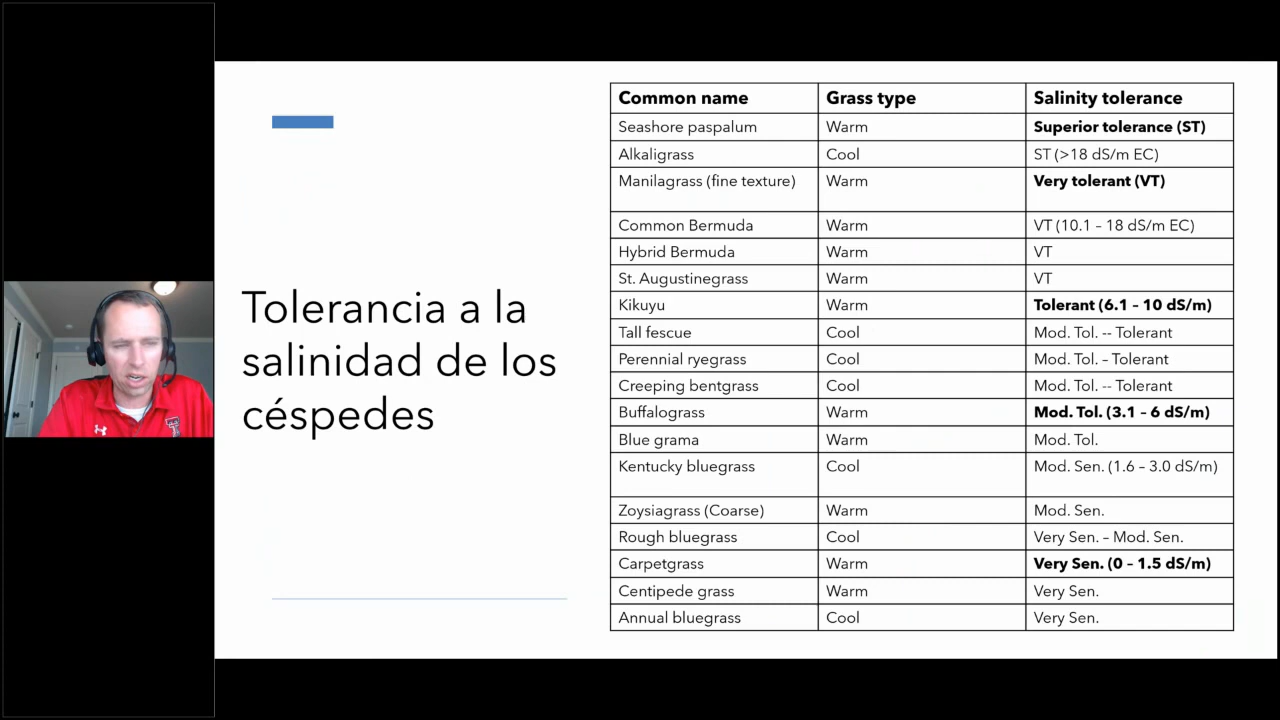 Tolerancia a la
salinidad de los
céspedes
Common name Grass type Salinity tolerance
Seashore paspalum Warm Superior tolerance (ST)
Alkaligrass Cool ST (>18 dS/m EC)
Manilagrass (fine texture) Warm Very tolerant (VT)
Common Bermuda Warm VT (10.1 – 18 dS/m EC)
Hybrid Bermuda Warm VT
St. Augustinegrass Warm VT
Kikuyu Warm Tolerant (6.1 – 10 dS/m)
Tall fescue Cool Mod. Tol. -- Tolerant
Perennial ryegrass Cool Mod. Tol. – Tolerant
Creeping bentgrass Cool Mod. Tol. -- Tolerant
Buffalograss Warm Mod. Tol. (3.1 – 6 dS/m)
Blue grama Warm Mod. Tol.
Kentucky bluegrass Cool Mod. Sen. (1.6 – 3.0 dS/m)
Zoysiagrass (Coarse) Warm Mod. Sen.
Rough bluegrass Cool Very Sen. – Mod. Sen.
Carpetgrass Warm Very Sen. (0 – 1.5 dS/m)
Centipede grass Warm Very Sen.
Annual bluegrass Cool Very Sen.